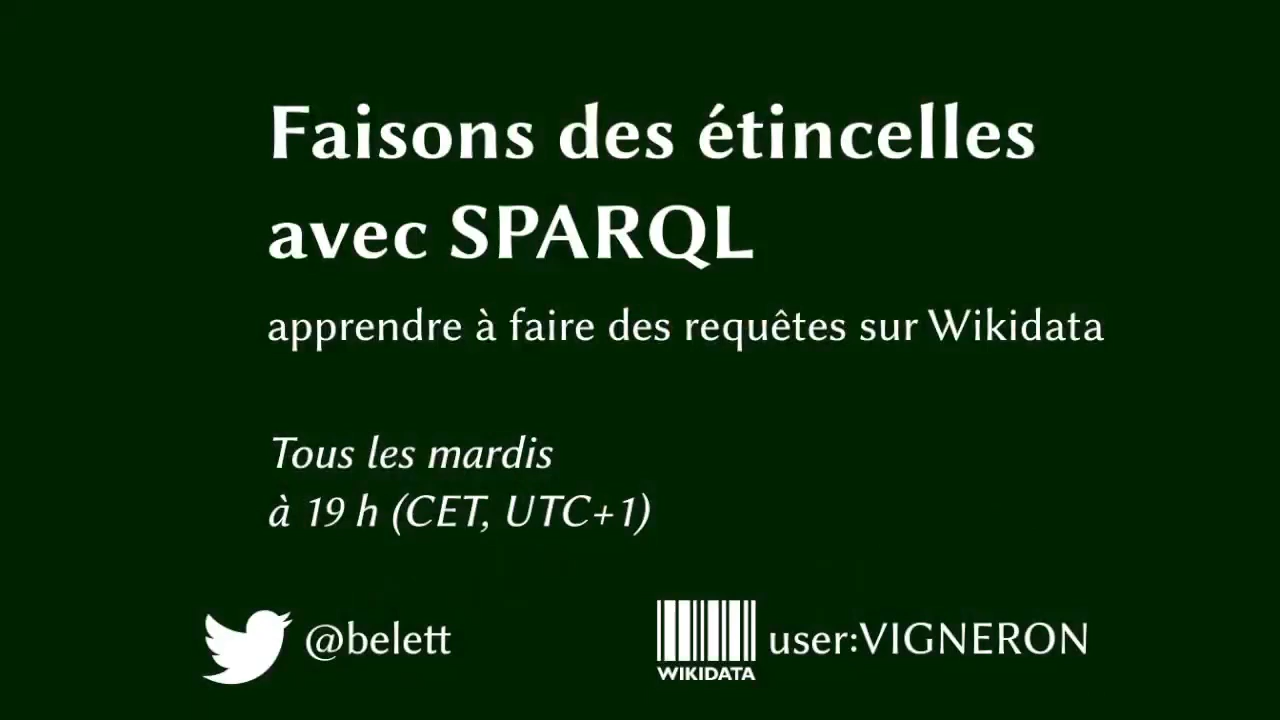 Faisons des étincelles
avec SPARQL
apprendre à faire des requêtes sur Wikidata
Tous les mardis
à 19 h (CET, UTC+1)
@belett
user:VIGNERON
WIKIDATA